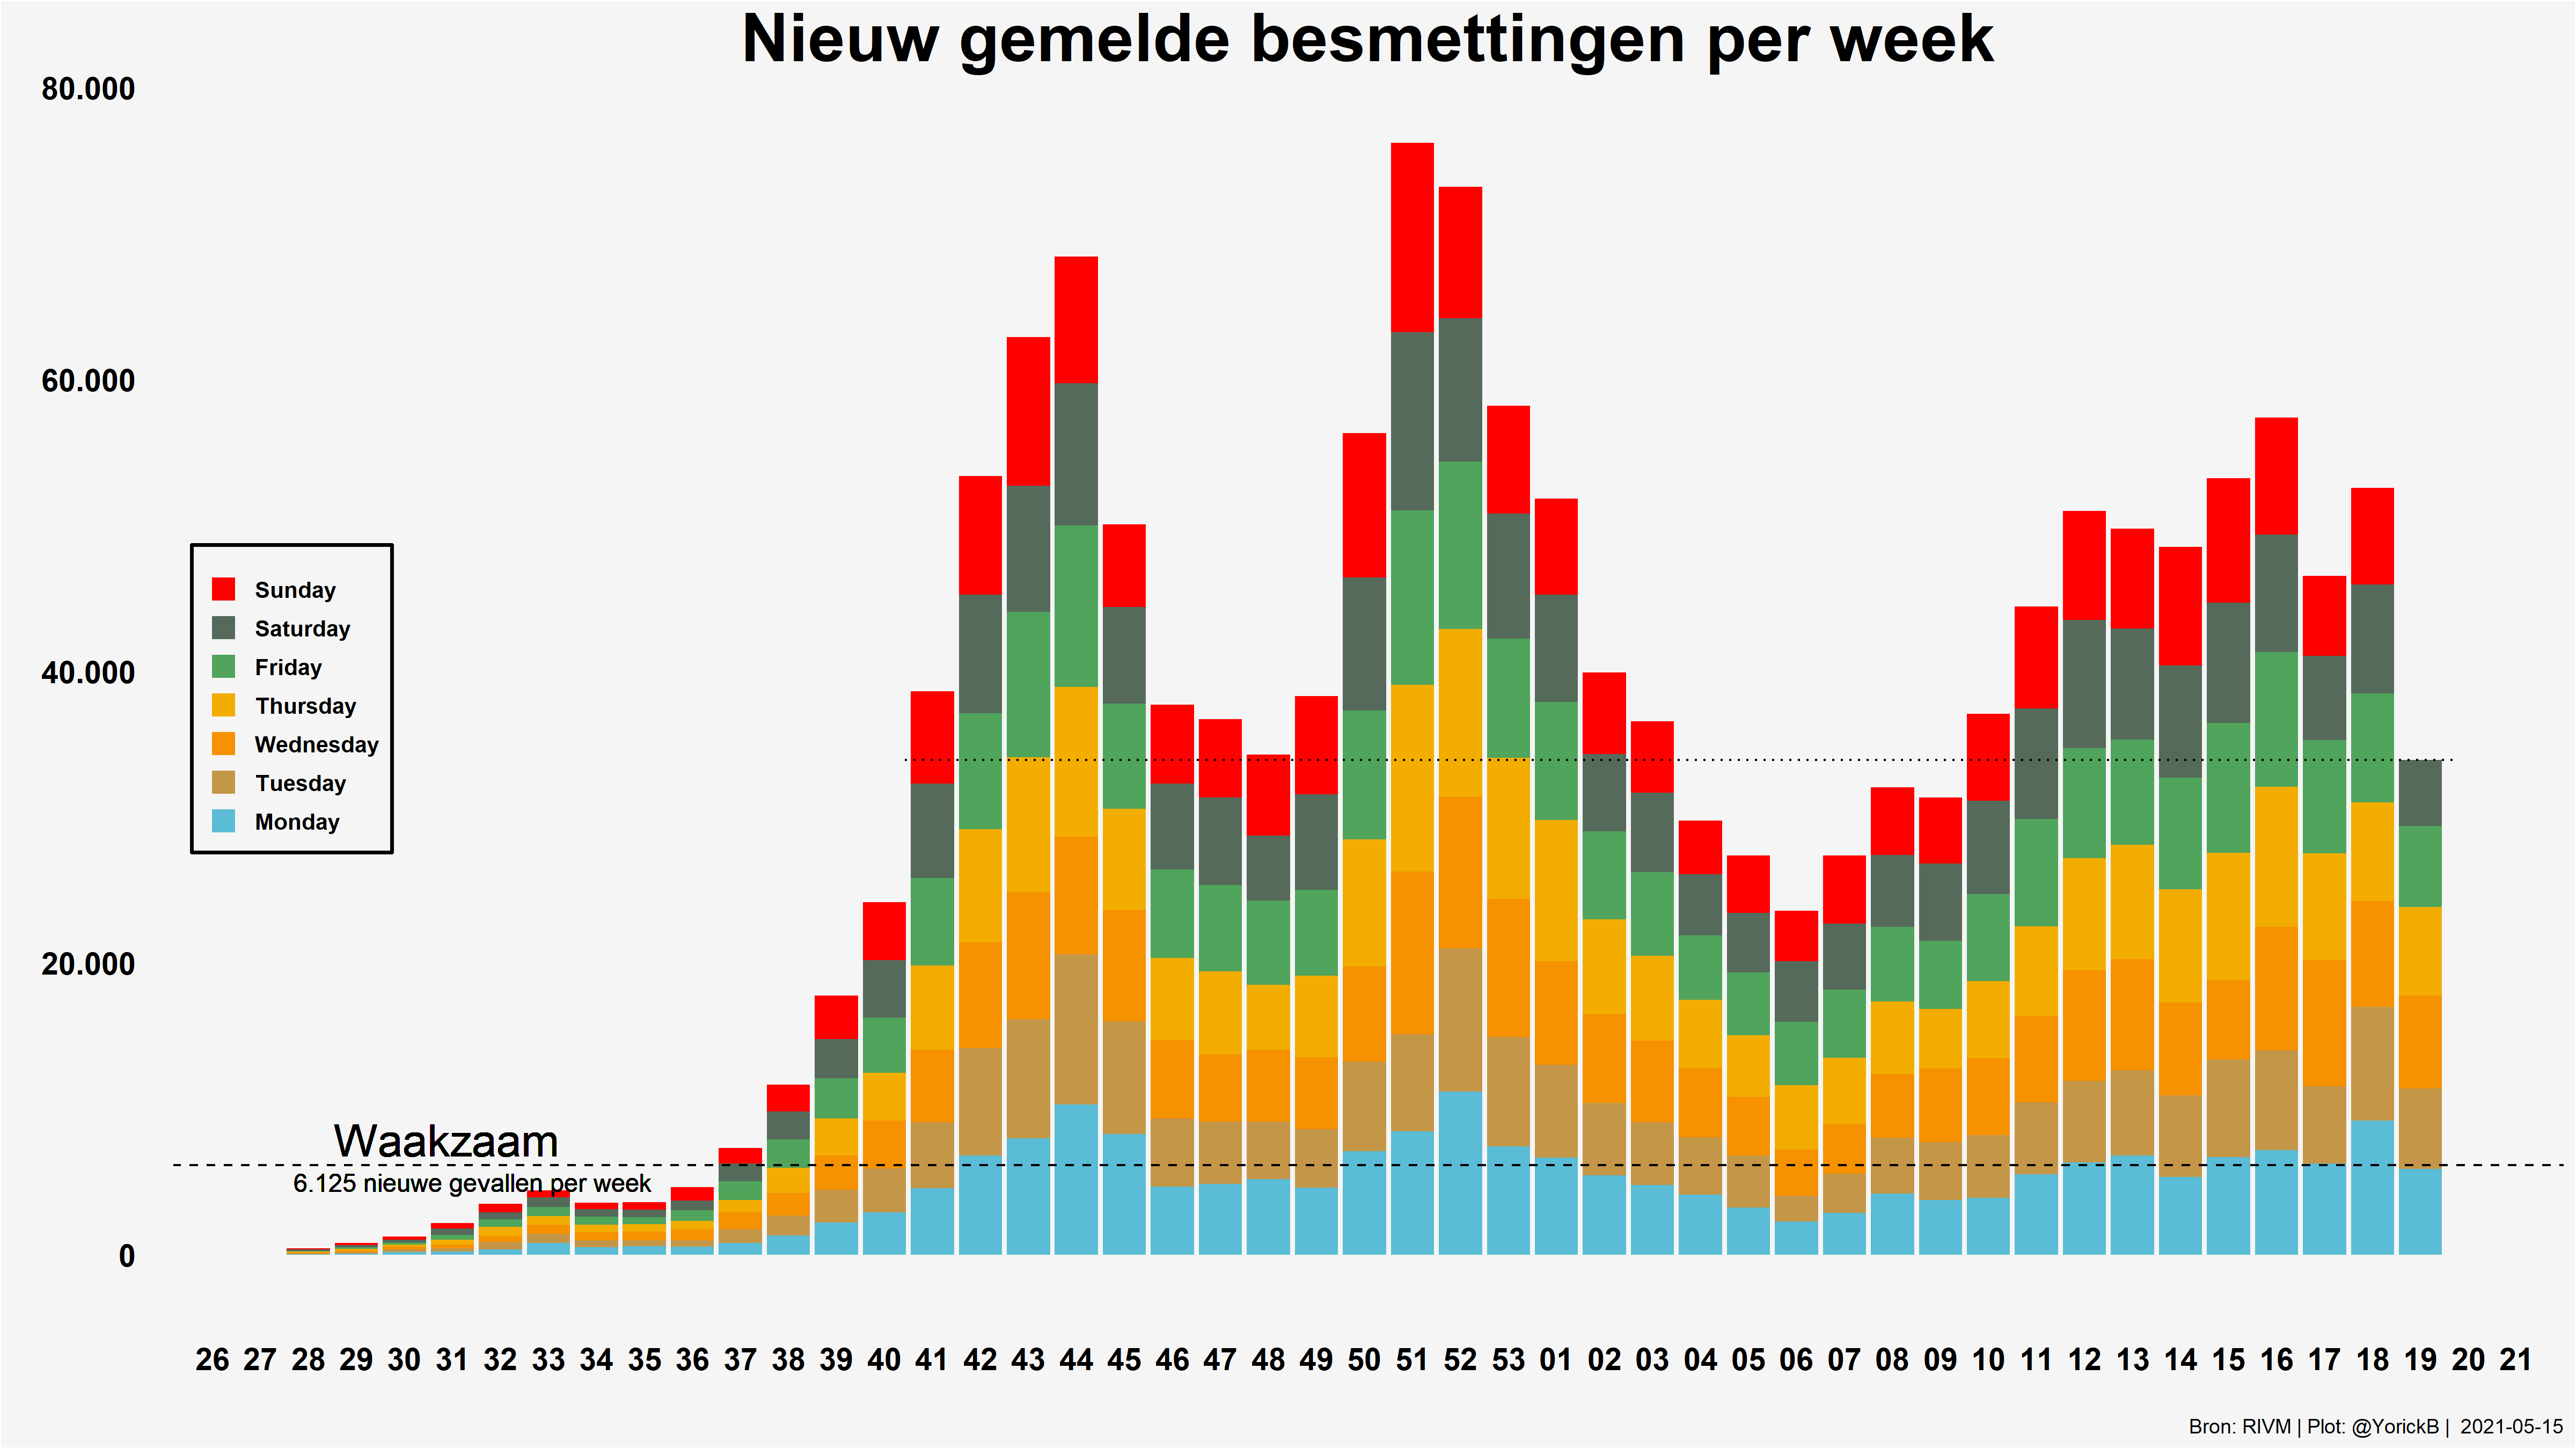 Nieuw gemelde besmettingen per week
80.000
60.000
40.000
20.000
0
Sunday
Saturday
Friday
Thursday
Wednesday
Tuesday
Monday
Waakzaam
6.125 nieuwe gevallen per week
26 27 28 29 30 31 32 33 34 35 36 37 38 39 40 41 42 43 44 45 46 47 48 49 50 51 52 53 01 02 03 04 05 06 07 08 09 10 11 12 13 14 15 16 17 18 19 20 21
Bron: RIVM | Plot: @YorickB | 2021-05-15